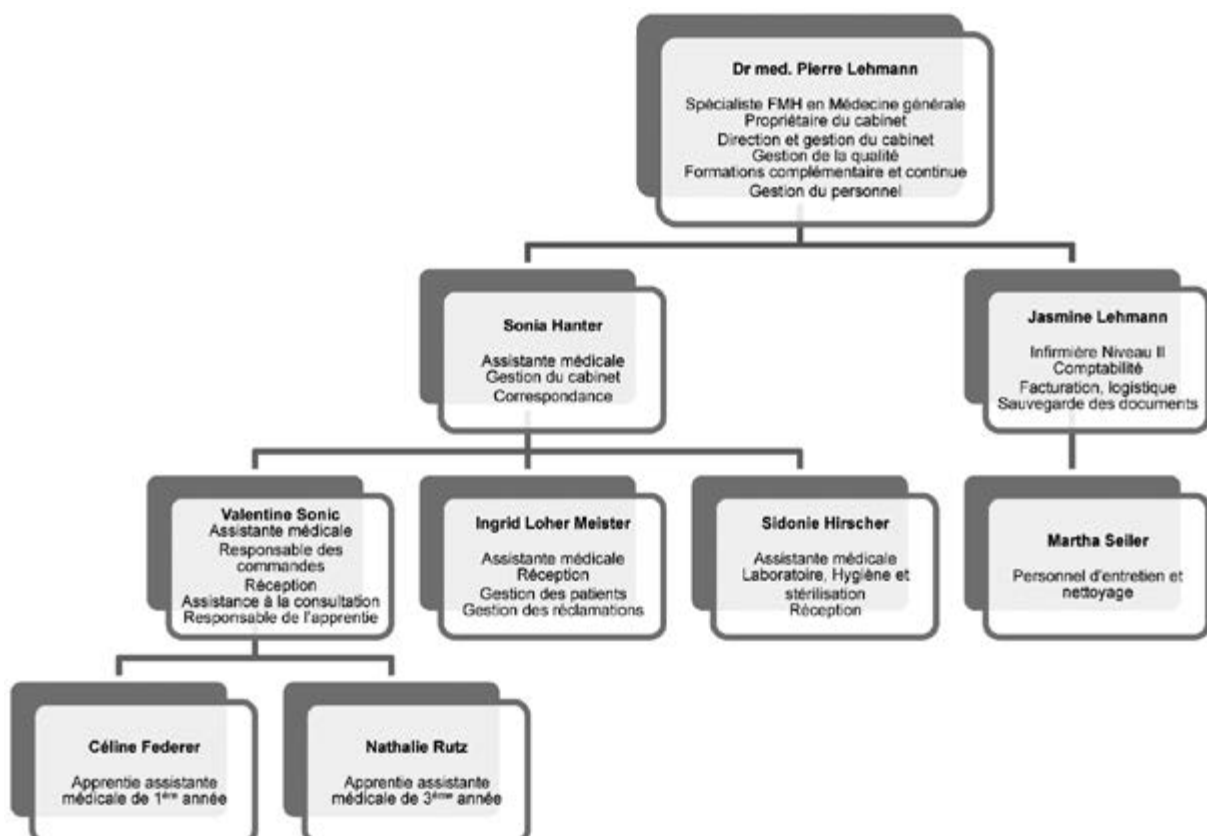 Dr med. Pierre Lehmann
Spécialiste FMH en Médecine générale
Propriétaire du cabinet
Direction et gestion du cabinet
Gestion de la qualité
Formations complémentaire et continue
Gestion du personnel
Sonia Hanter
Assistante médicale
Gestion du cabinet
Correspondance
Jasmine Lehmann
Infirmière Niveau II
Comptabilité
Facturation, logistique
Sauvegarde des documents
Valentine Sonic
Assistante médicale
Responsable des
commandes
Réception
Assistance à la consultation
Responsable de l'apprentie
Ingrid Loher Meister
Assistante médicale
Réception
Gestion des patients
Gestion des réclamations
Sidonie Hirscher
Assistante médicale
Laboratoire, Hygiène et
stérilisation
Réception
Martha Seiler
Personnel d'entretien et
nettoyage
Céline Federer
Apprentie assistante
médicale de 1ère année
Nathalie Rutz
Apprentie assistante
médicale de 3ème année